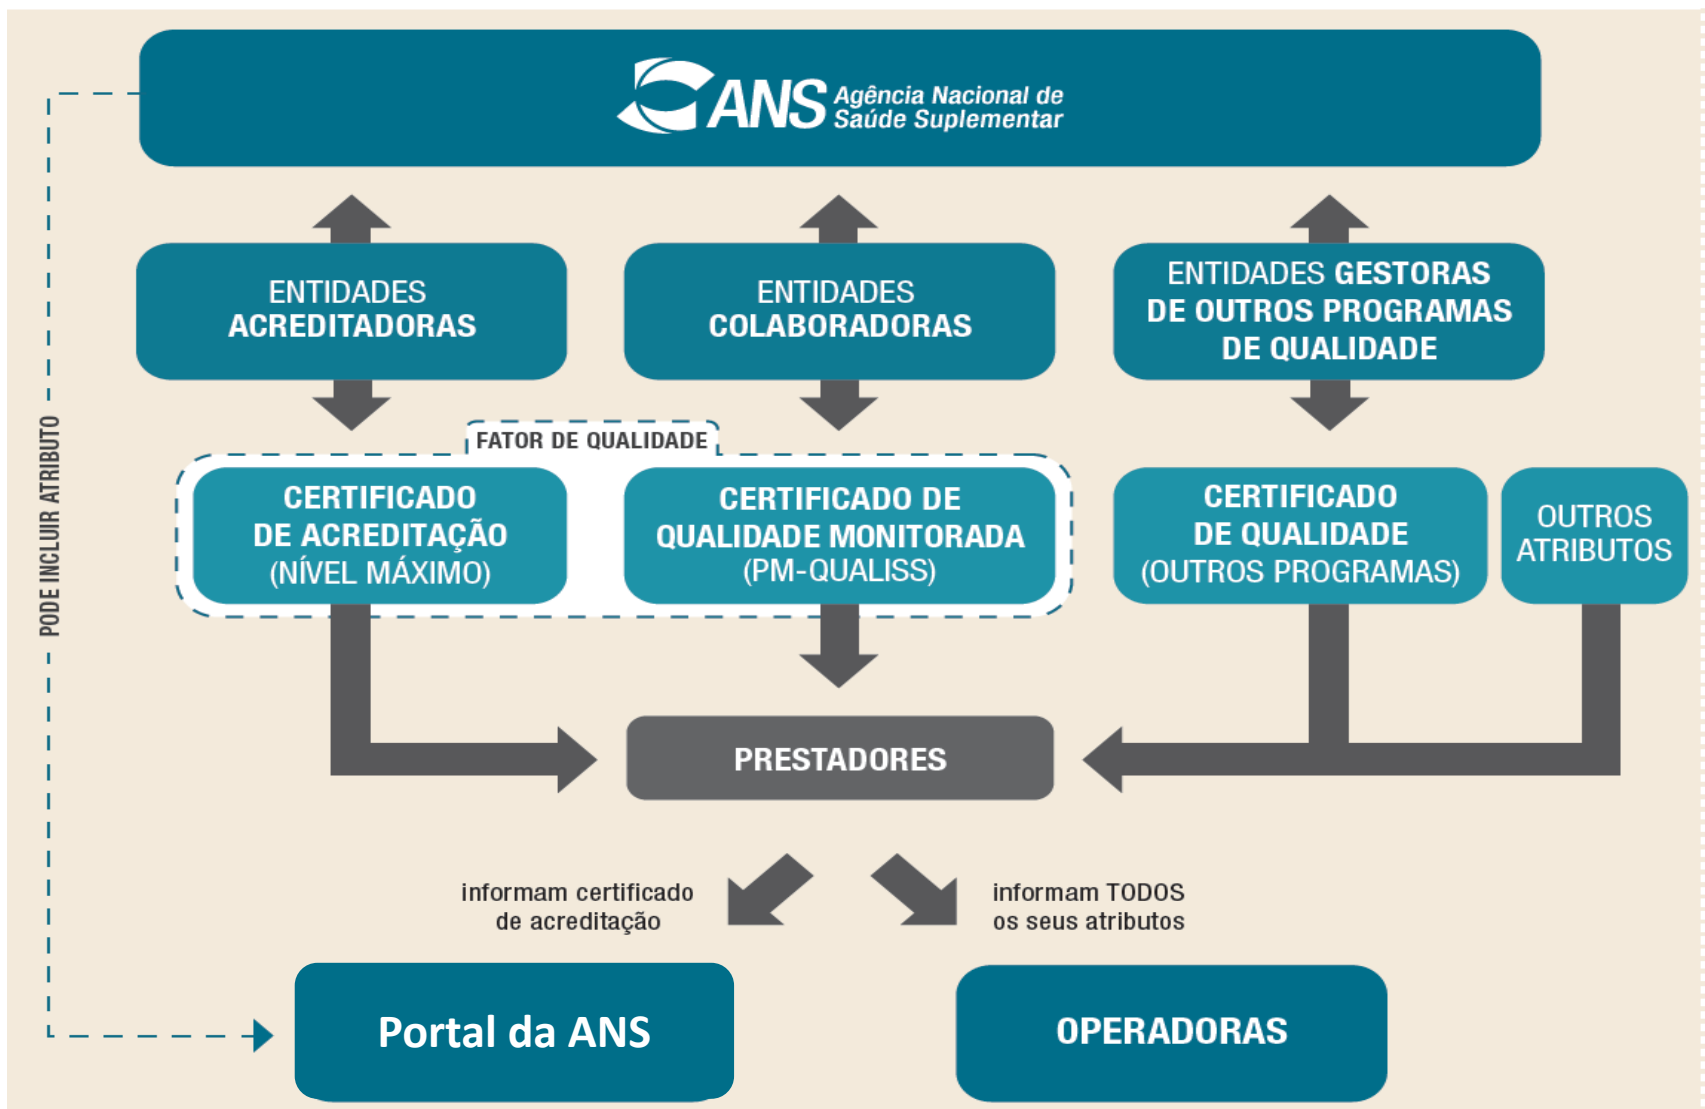 ANS Agência Nacional de
Saúde Suplementar
ENTIDADES
ACREDITADORAS
ENTIDADES
COLABORADORAS
ENTIDADES GESTORAS
DE OUTROS PROGRAMAS
DE QUALIDADE
PODE INCLUIR ATRIBUTO
FATOR DE QUALIDADE
CERTIFICADO
DE ACREDITAÇÃO
(NÍVEL MÁXIMO)
CERTIFICADO DE
QUALIDADE MONITORADA
(PM-QUALISS)
CERTIFICADO
DE QUALIDADE
(OUTROS PROGRAMAS)
OUTROS
ATRIBUTOS
PRESTADORES
informam certificado
de acreditação
informam TODOS
os seus atributos
Portal da ANS
OPERADORAS